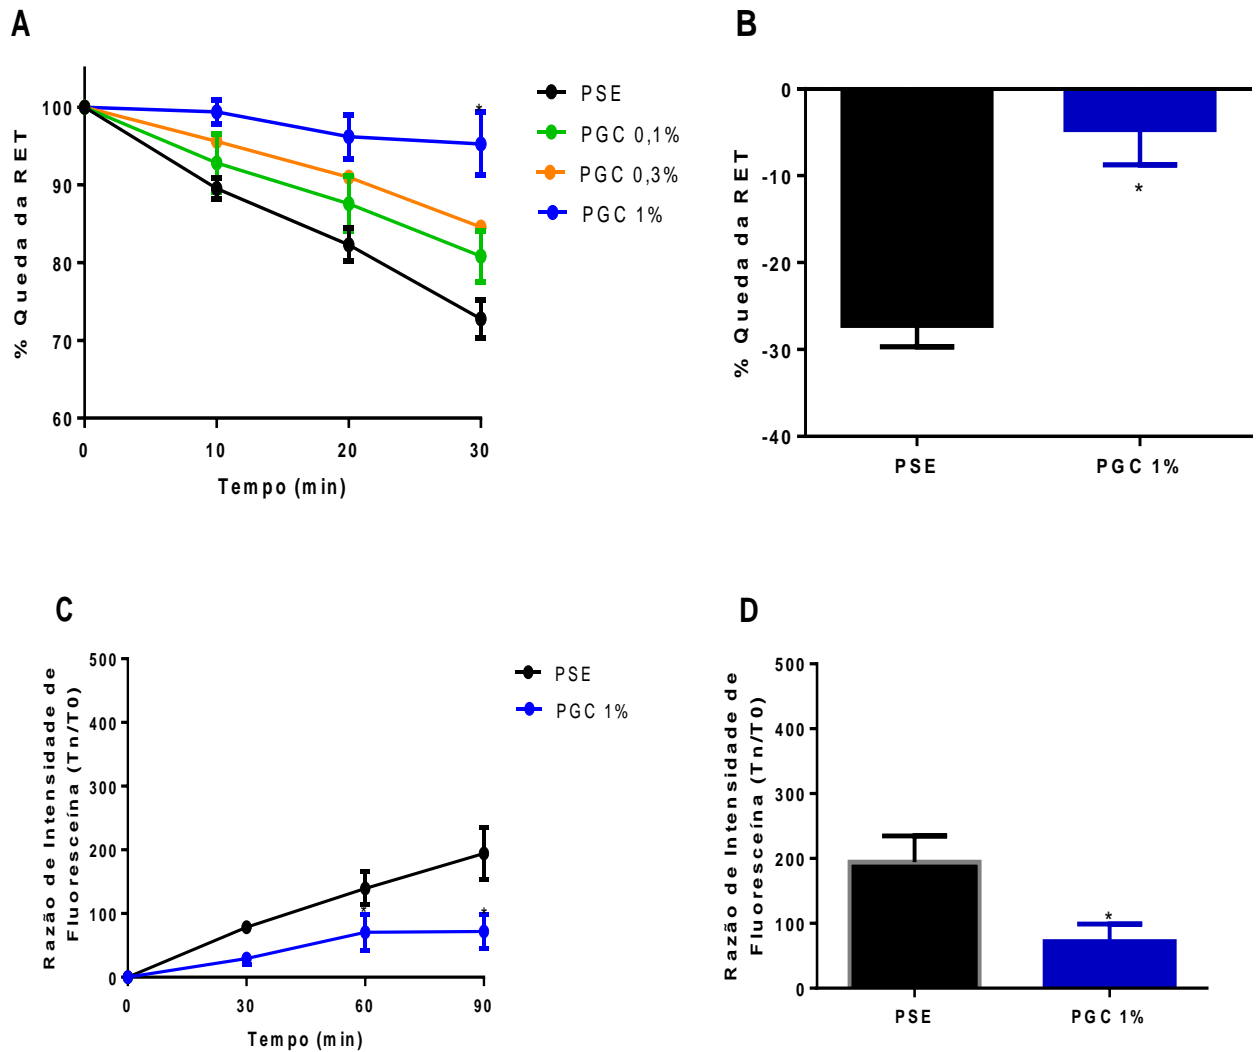 A
100
90
80
70
60
% Queda da RET
0
10
20
30
Tempo (min)
*
PSE
PGC 0,1%
PGC 0,3%
PGC 1%
B
0
-10
-20
-30
-40
% Queda da RET
*
PSE
PGC 1%
C
500
400
300
200
100
0
Razão de Intensidade de
Fluoresceína (Tn/T0)
*
*
0
30
60
90
Tempo (min)
PSE
PGC 1%
D
500
400
300
200
100
0
Razão de Intensidade de
Fluoresceína (Tn/T0)
*
PSE
PGC 1%